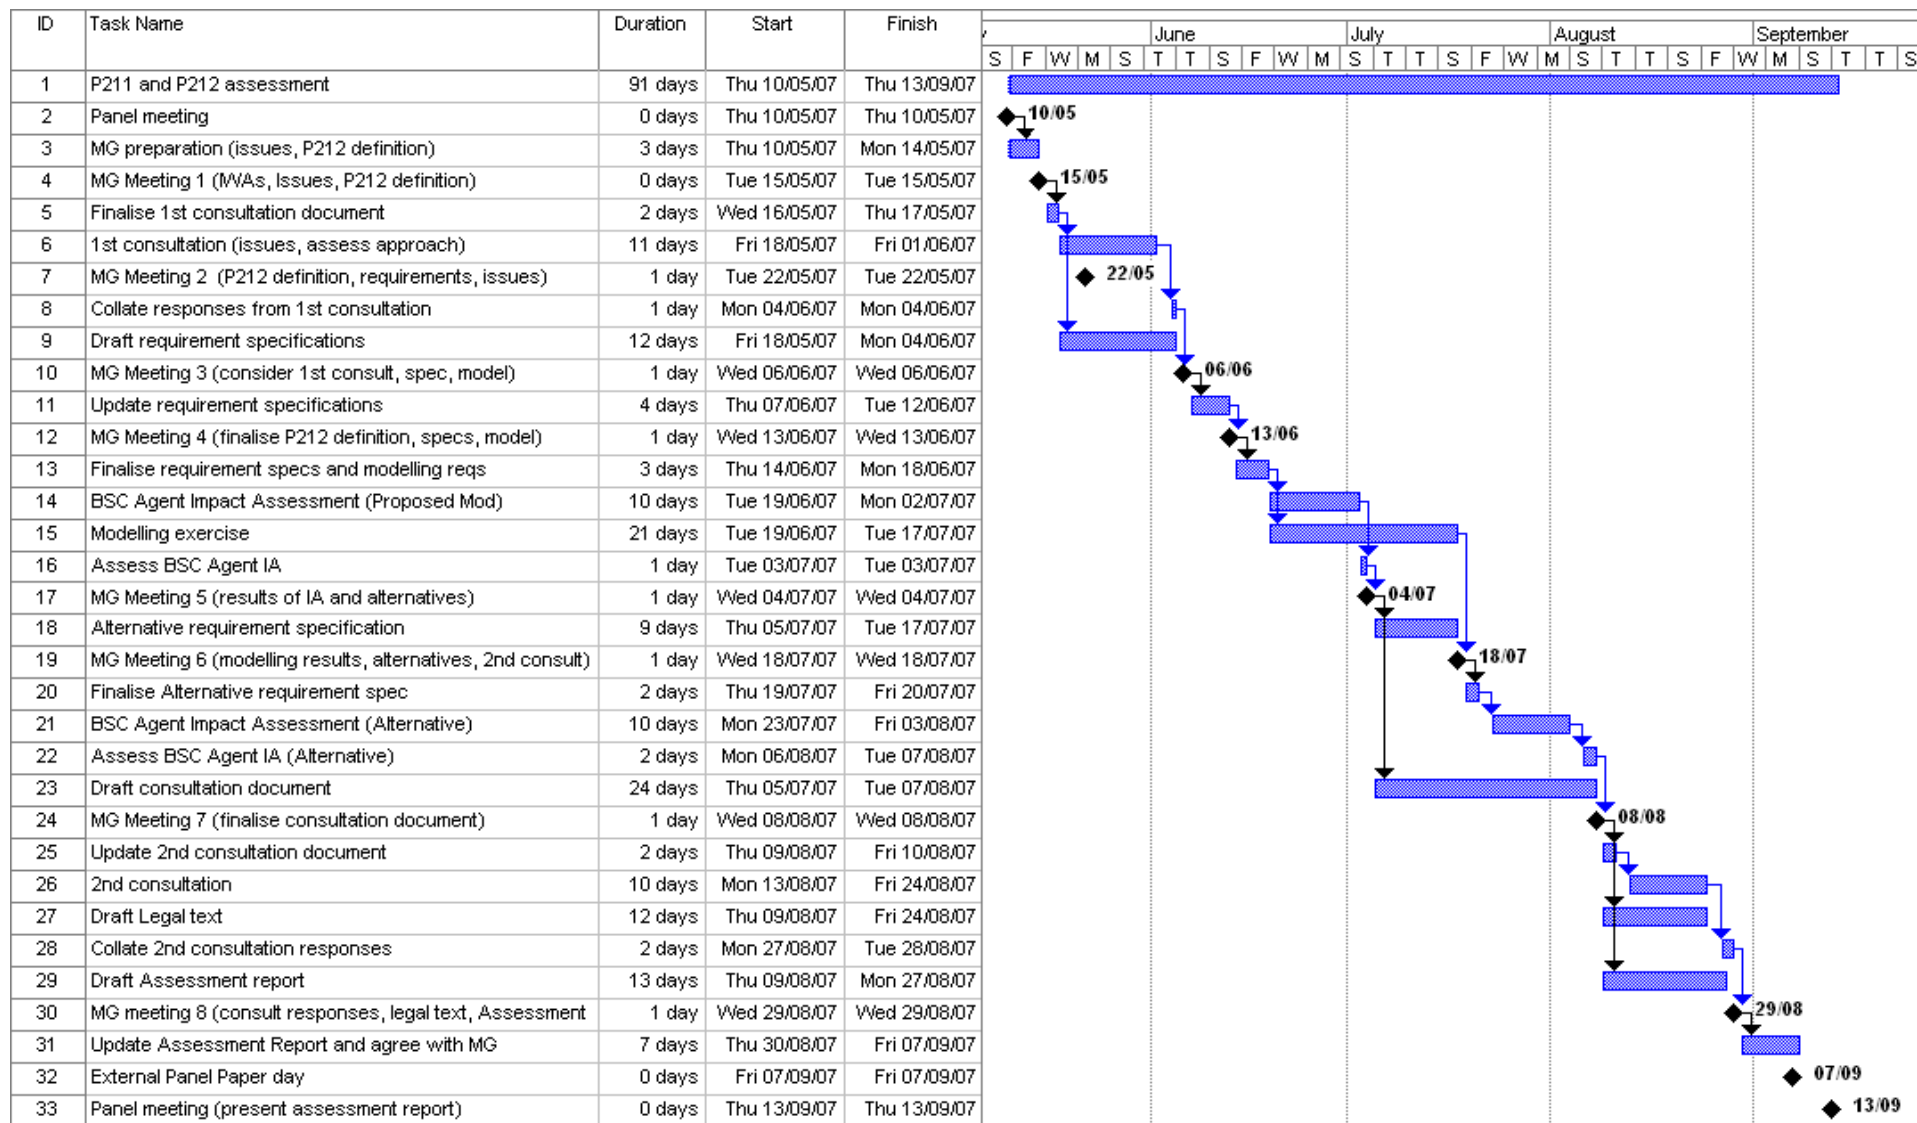 ID Task Name Duration Start Finish June July August September
S F W M S T T S F W M S T T S F W M S T T S F W M S T T S
1 P211 and P212 assessment 91 days Thu 10/05/07 Thu 13/09/07
2 Panel meeting 0 days Thu 10/05/07 Thu 10/05/07 10/05
3 MG preparation (issues, P212 definition) 3 days Thu 10/05/07 Mon 14/05/07
4 MG Meeting 1 (IWAs, Issues, P212 definition) 0 days Tue 15/05/07 Tue 15/05/07 15/05
5 Finalise 1st consultation document 2 days Wed 16/05/07 Thu 17/05/07
6 1st consultation (issues, assess approach) 11 days Fri 18/05/07 Fri 01/06/07
7 MG Meeting 2 (P212 definition, requirements, issues) 1 day Tue 22/05/07 Tue 22/05/07 22/05
8 Collate responses from 1st consultation 1 day Mon 04/06/07 Mon 04/06/07
9 Draft requirement specifications 12 days Fri 18/05/07 Mon 04/06/07
10 MG Meeting 3 (consider 1st consult, spec, model) 1 day Wed 06/06/07 Wed 06/06/07 06/06
11 Update requirement specifications 4 days Thu 07/06/07 Tue 12/06/07
12 MG Meeting 4 (finalise P212 definition, specs, model) 1 day Wed 13/06/07 Wed 13/06/07 13/06
13 Finalise requirement specs and modelling reqs 3 days Thu 14/06/07 Mon 18/06/07
14 BSC Agent Impact Assessment (Proposed Mod) 10 days Tue 19/06/07 Mon 02/07/07
15 Modelling exercise 21 days Tue 19/06/07 Tue 17/07/07
16 Assess BSC Agent IA 1 day Tue 03/07/07 Tue 03/07/07
17 MG Meeting 5 (results of IA and alternatives) 1 day Wed 04/07/07 Wed 04/07/07 04/07
18 Alternative requirement specification 9 days Thu 05/07/07 Tue 17/07/07
19 MG Meeting 6 (modelling results, alternatives, 2nd consult) 1 day Wed 18/07/07 Wed 18/07/07 18/07
20 Finalise Alternative requirement spec 2 days Thu 19/07/07 Fri 20/07/07
21 BSC Agent Impact Assessment (Alternative) 10 days Mon 23/07/07 Fri 03/08/07
22 Assess BSC Agent IA (Alternative) 2 days Mon 06/08/07 Tue 07/08/07
23 Draft consultation document 24 days Thu 05/07/07 Tue 07/08/07
24 MG Meeting 7 (finalise consultation document) 1 day Wed 08/08/07 Wed 08/08/07 08/08
25 Update 2nd consultation document 2 days Thu 09/08/07 Fri 10/08/07
26 2nd consultation 10 days Mon 13/08/07 Fri 24/08/07
27 Draft Legal text 12 days Thu 09/08/07 Fri 24/08/07
28 Collate 2nd consultation responses 2 days Mon 27/08/07 Tue 28/08/07
29 Draft Assessment report 13 days Thu 09/08/07 Mon 27/08/07
30 MG meeting 8 (consult responses, legal text, Assessment 1 day Wed 29/08/07 Wed 29/08/07 29/08
31 Update Assessment Report and agree with MG 7 days Thu 30/08/07 Fri 07/09/07
32 External Panel Paper day 0 days Fri 07/09/07 Fri 07/09/07 07/09
33 Panel meeting (present assessment report) 0 days Thu 13/09/07 Thu 13/09/07 13/09